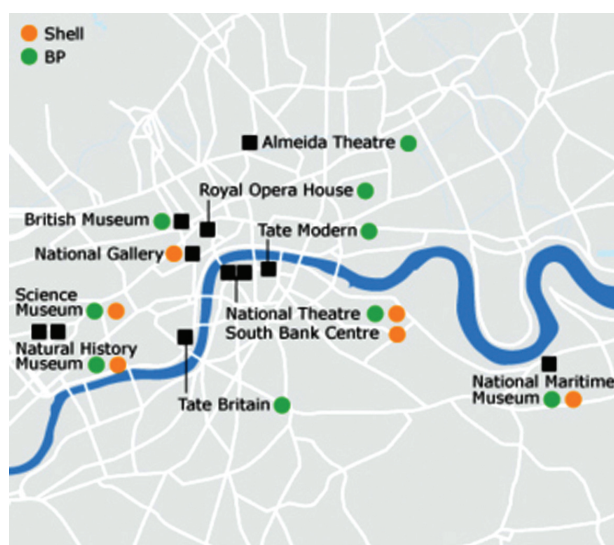 Shell
BP
Almeida Theatre
Royal Opera House
British Museum
Tate Modern
National Gallery
Science
Museum
National Theatre
South Bank Centre
Natural History
Museum
National Maritime
Museum
Tate Britain